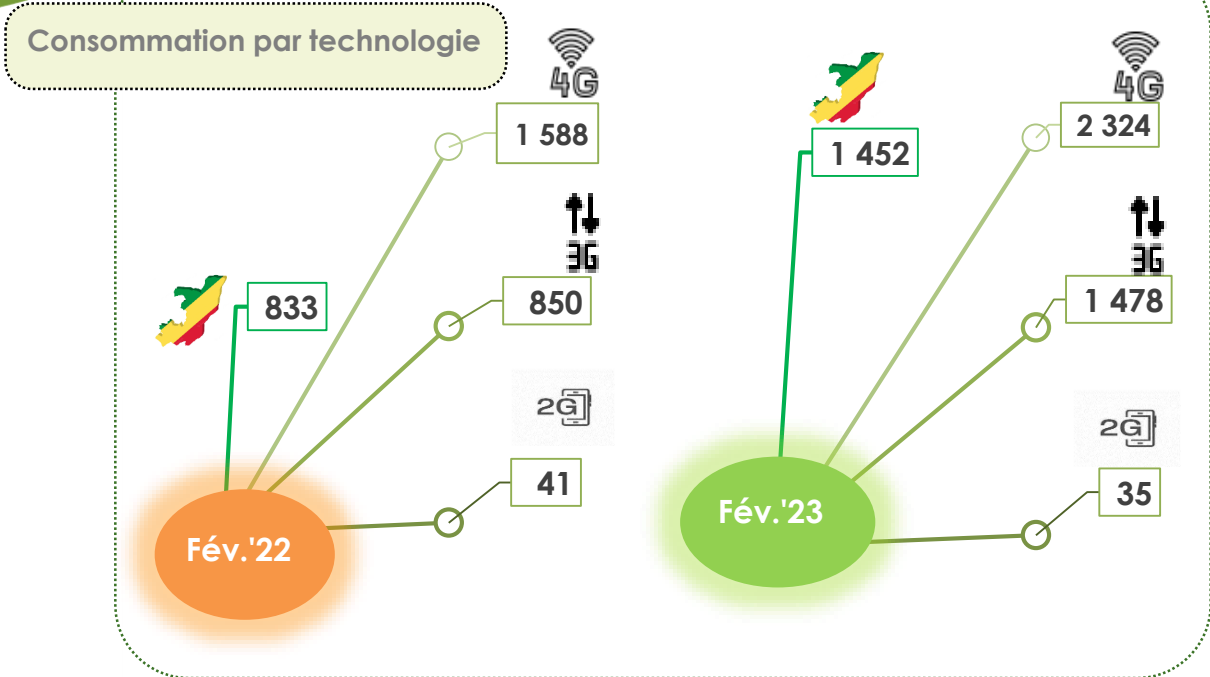 Consommation par technologie
4G
1 588
3G
833
850
2G
41
Fév.'22
4G
2 324
1 452
3G
1 478
2G
35
Fév.'23